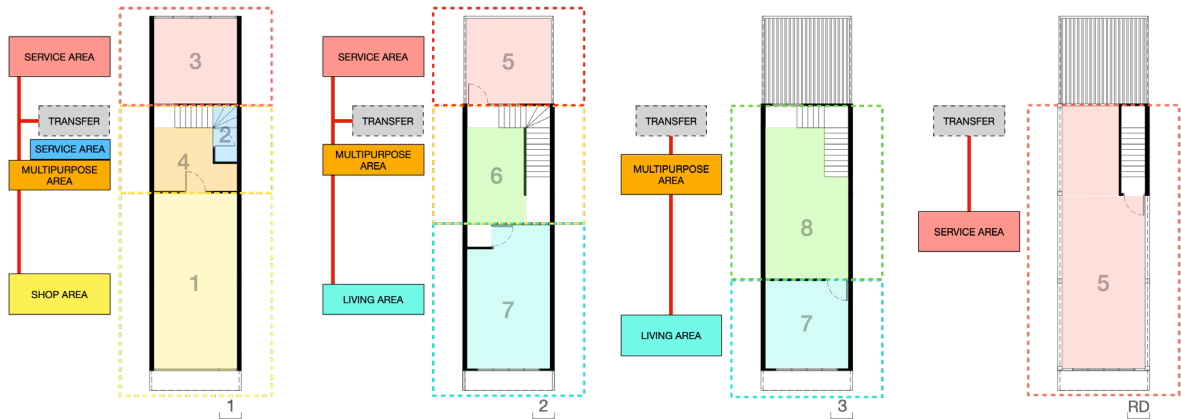 SERVICE AREA
TRANSFER
SERVICE AREA
MULTIPURPOSE
AREA
SHOP AREA
3
2
4
1
1
SERVICE AREA
TRANSFER
MULTIPURPOSE
AREA
LIVING AREA
5
6
7
2
TRANSFER
MULTIPURPOSE
AREA
LIVING AREA
8
7
3
TRANSFER
SERVICE AREA
5
RD